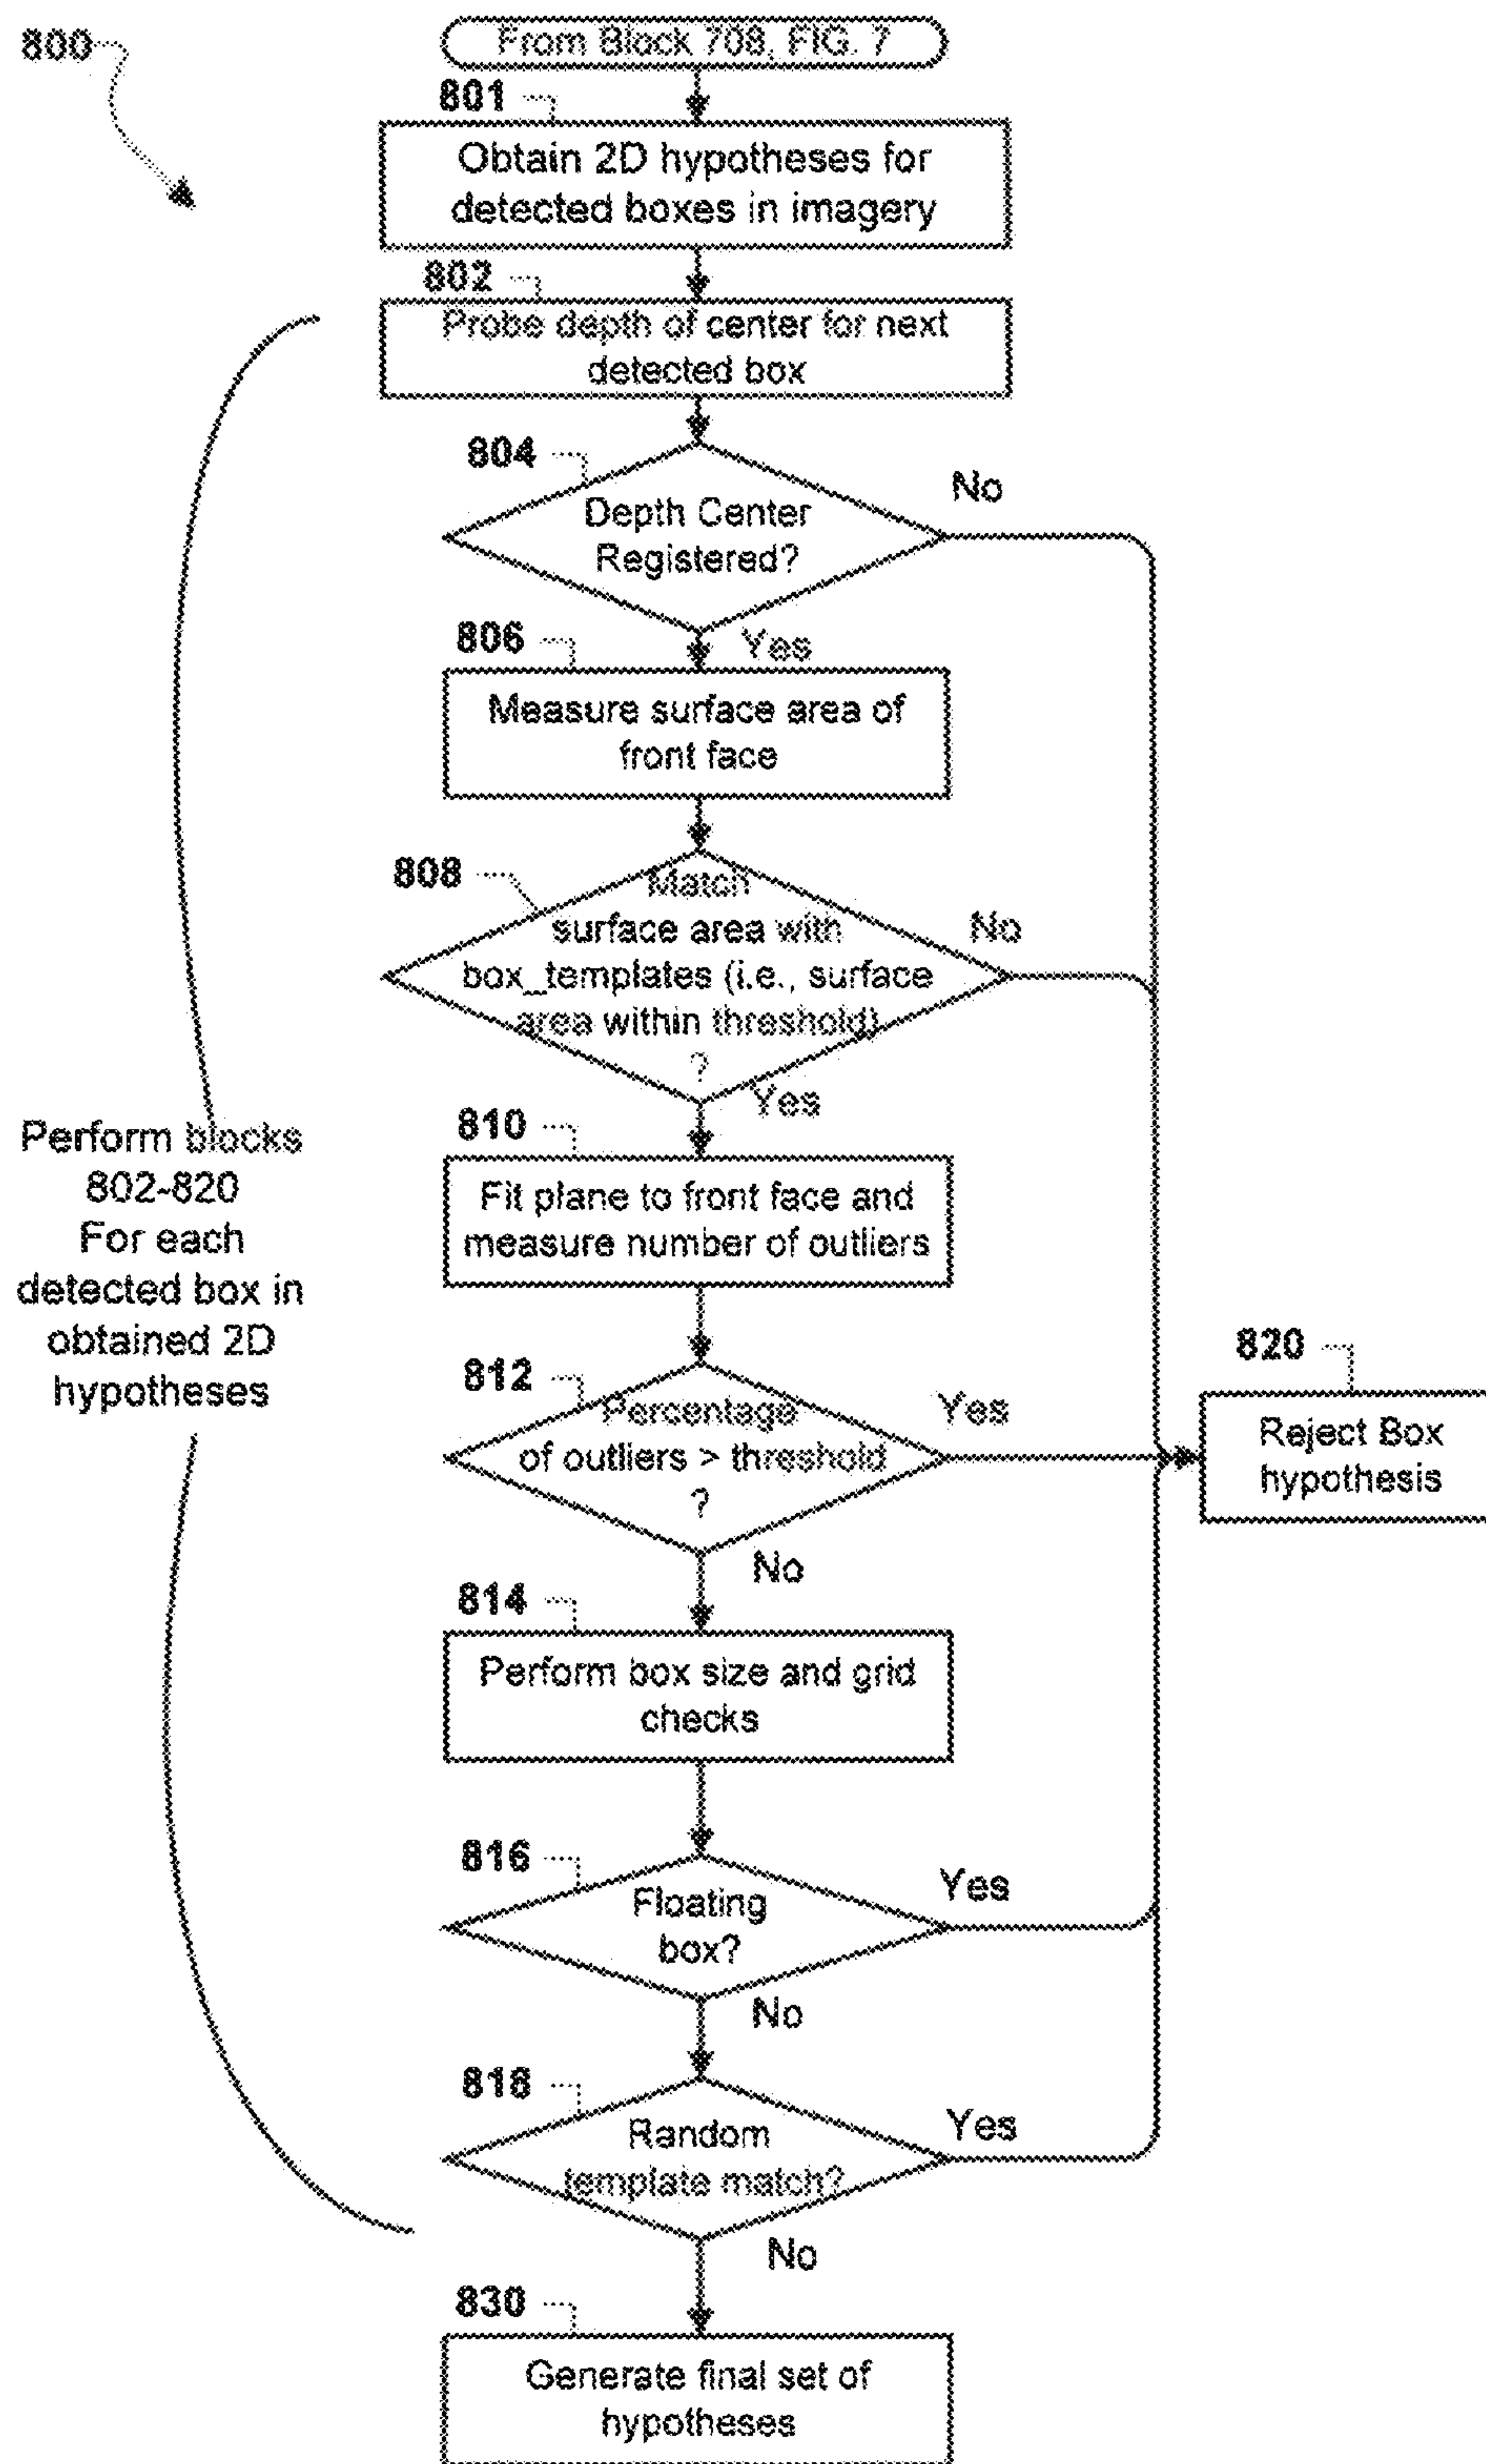 800
From Block 708, FIG. 7
801
Obtain 2D hypotheses for
detected boxes in imagery
802
Probe depth of center for next
detected box
804
Depth Center
Registered?
No
806
Yes
Measure surface area of
front face
808
Match
surface area with
box_templates (i.e., surface
area within threshold)
?
No
Yes
Perform blocks
802-820
For each
detected box in
obtained 2D
hypotheses
810
Fit plane to front face and
measure number of outliers
812
Percentage
of outliers > threshold
?
Yes
No
820
Reject Box
hypothesis
814
Perform box size and grid
checks
816
Floating
box?
Yes
No
818
Random
template match?
Yes
No
830
Generate final set of
hypotheses